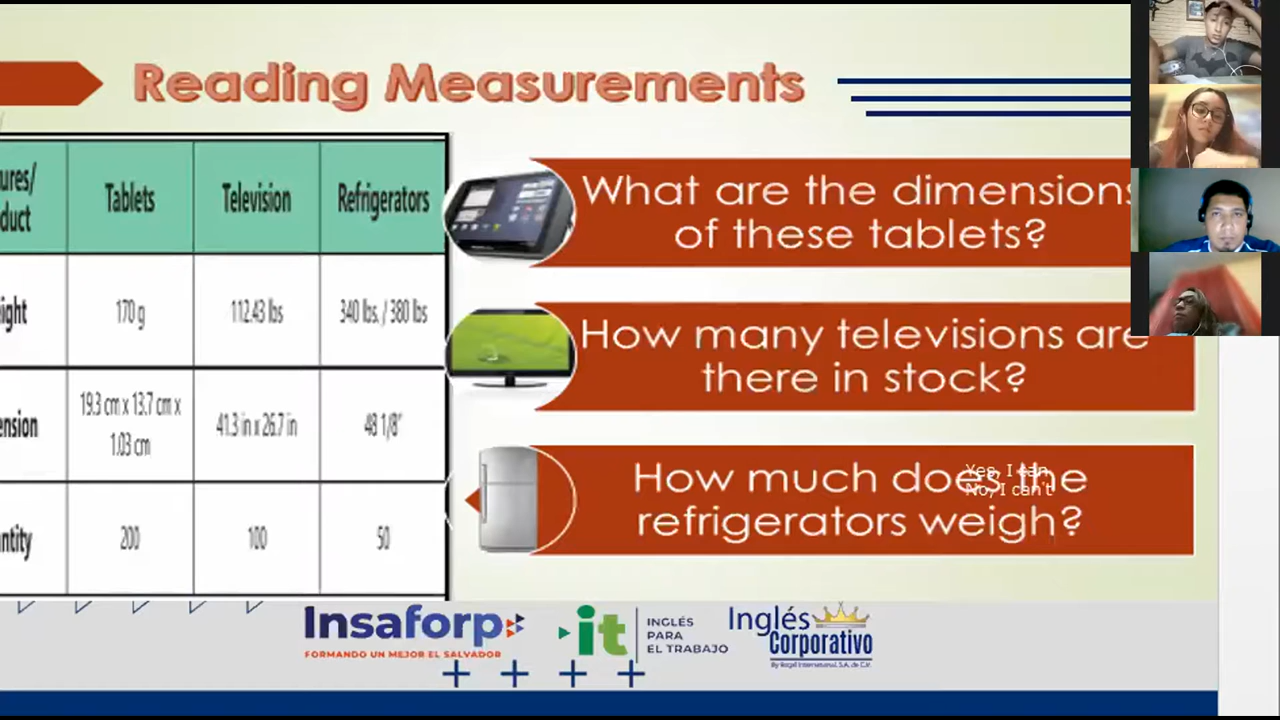 Reading Measurements
ures/
duct
Tablets
Television
Refrigerators
ight
170 g
112.43 lbs
340 lbs. / 380 lbs
ension
19.3 cm x 13.7 cm x
1.03 cm
41.3 in x 26.7 in
48 1/8"
ntity
200
100
50
What are the dimensions
of these tablets?
How many televisions are
there in stock?
How much does the
refrigerators weigh?
Yes, I can
No, I can't
Insaforp
FORMANDO UN MEJOR EL SALVADOR
it
INGLÉS
PARA
EL TRABAJO
Inglés
Corporativo
By Regal International, S.A. de C.V.